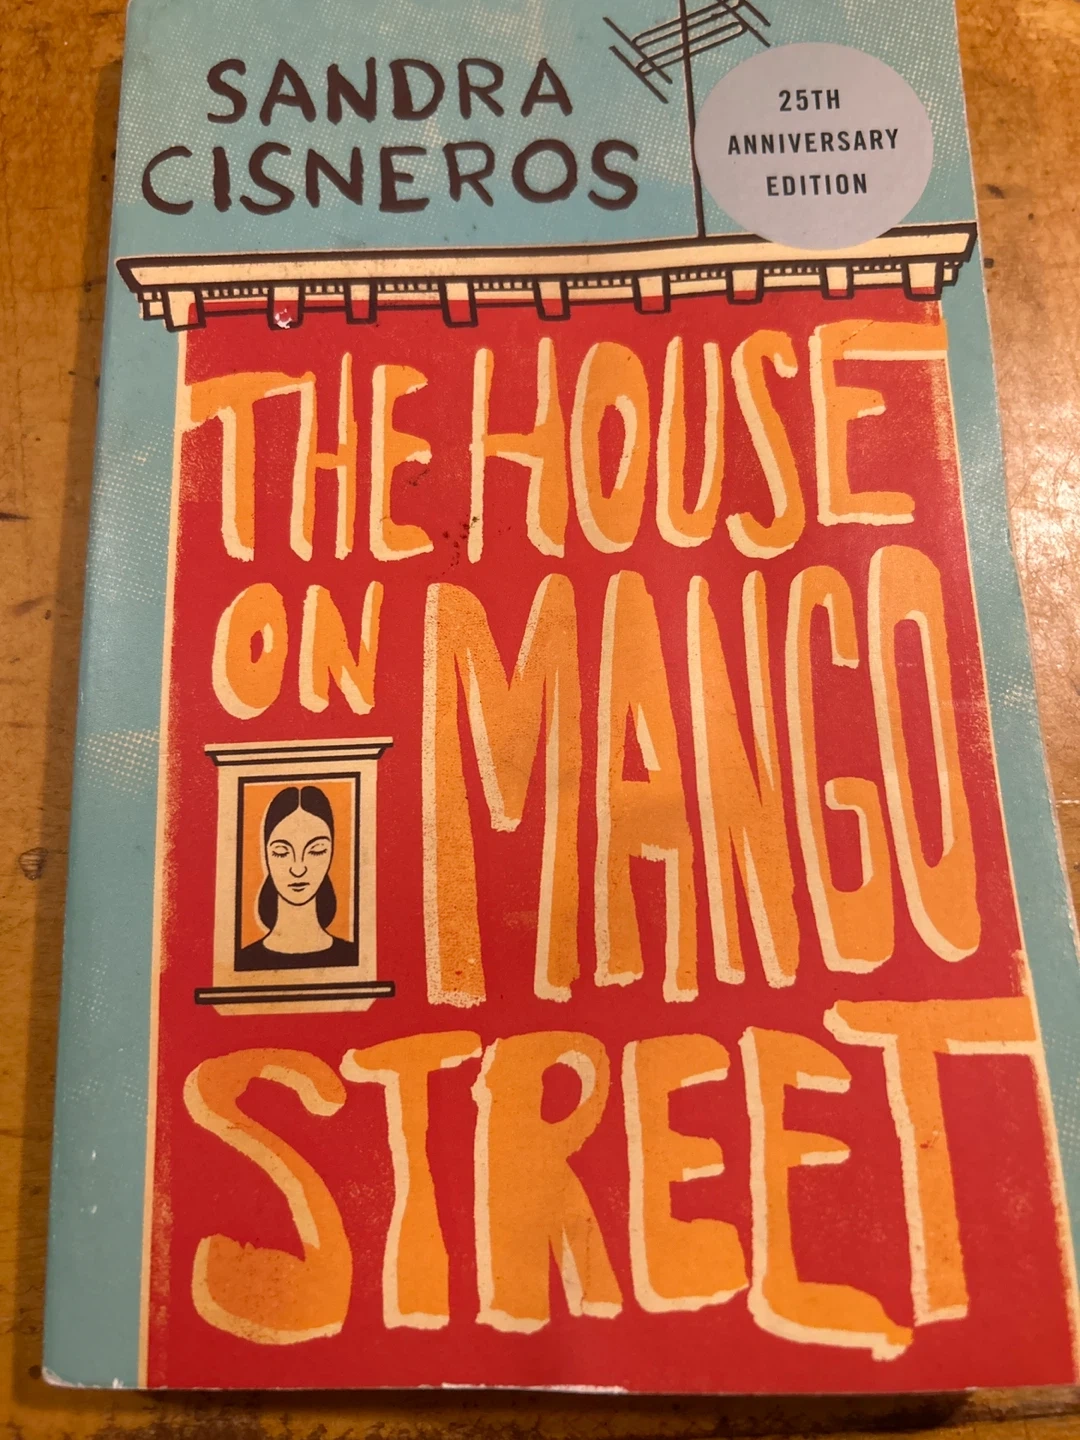 SANDRA
CISNEROS
25TH
ANNIVERSARY
EDITION
THE HOUSE
ON MANGO
STREET